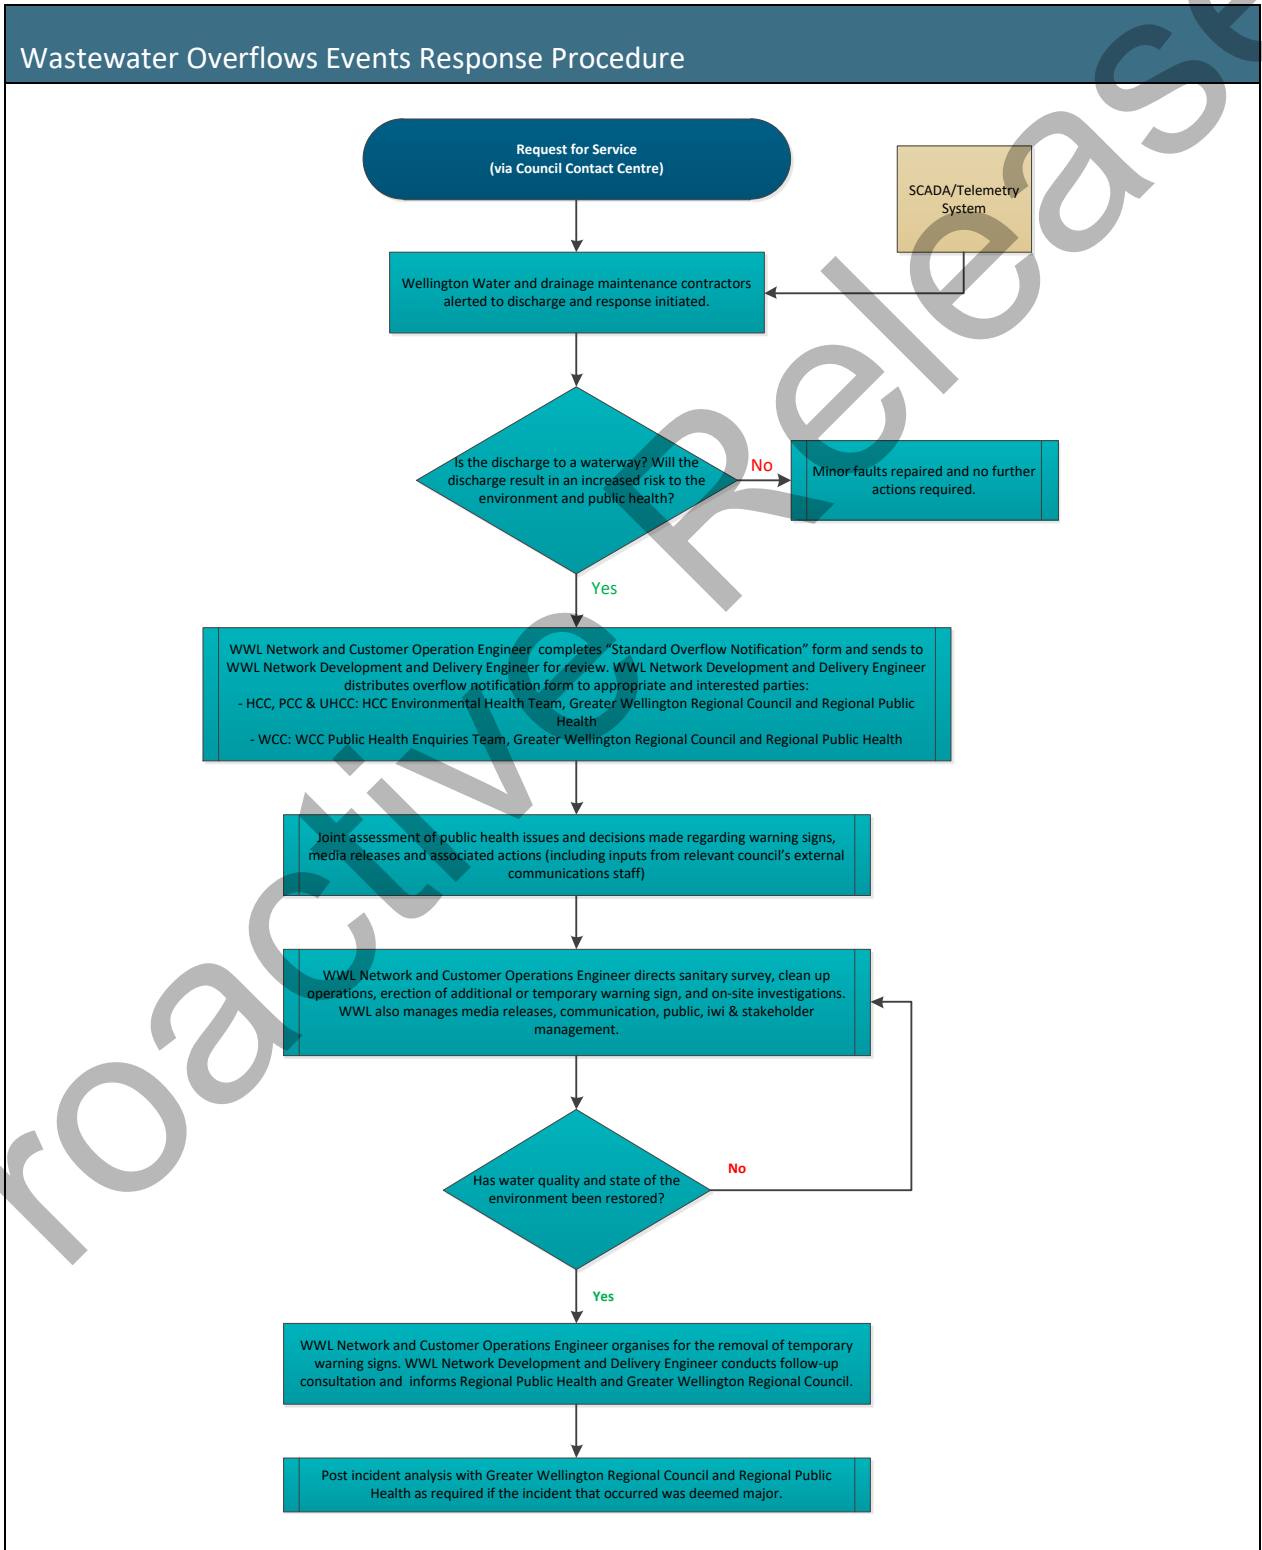 Wastewater Overflows Events Response Procedure
Request for Service
(via Council Contact Centre)
SCADA/Telemetry
System
Wellington Water and drainage maintenance contractors
alerted to discharge and response initiated.
Is the discharge to a waterway? Will the
discharge result in an increased risk to the
environment and public health?
No
Minor faults repaired and no further
actions required.
Yes
WWL Network and Customer Operation Engineer completes “Standard Overflow Notification” form and sends to
WWL Network Development and Delivery Engineer for review. WWL Network Development and Delivery Engineer
distributes overflow notification form to appropriate and interested parties:
- HCC, PCC & UHCC: HCC Environmental Health Team, Greater Wellington Regional Council and Regional Public
Health
- WCC: WCC Public Health Enquiries Team, Greater Wellington Regional Council and Regional Public Health
Joint assessment of public health issues and decisions made regarding warning signs,
media releases and associated actions (including inputs from relevant council’s external
communications staff)
WWL Network and Customer Operations Engineer directs sanitary survey, clean up
operations, erection of additional or temporary warning sign, and on-site investigations.
WWL also manages media releases, communication, public, iwi & stakeholder
management.
Has water quality and state of the
environment been restored?
No
Yes
WWL Network and Customer Operations Engineer organises for the removal of temporary
warning signs. WWL Network Development and Delivery Engineer conducts follow-up
consultation and informs Regional Public Health and Greater Wellington Regional Council.
Post incident analysis with Greater Wellington Regional Council and Regional Public
Health as required if the incident that occurred was deemed major.
roactive Release